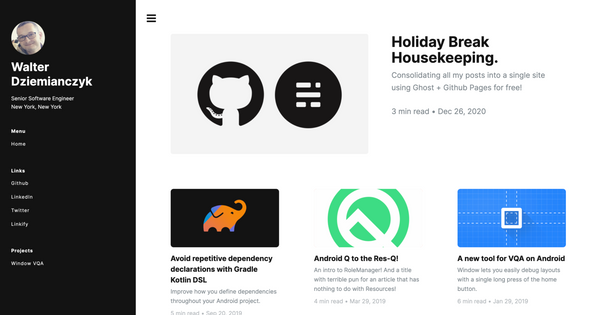 Walter
Dziemianczyk
Senior Software Engineer
New York, New York
Menu
Home
Links
Github
LinkedIn
Twitter
Linkify
Projects
Window VQA
Holiday Break
Housekeeping.
Consolidating all my posts into a single site
using Ghost + Github Pages for free!
3 min read • Dec 26, 2020
Avoid repetitive dependency
declarations with Gradle
Kotlin DSL
Improve how you define dependencies
throughout your Android project.
5 min read • Sep 20, 2019
Android Q to the Res-Q!
An intro to RoleManager! And a title
with terrible pun for an article that has
nothing to do with Resources!
4 min read • Mar 29, 2019
A new tool for VQA on Android
Window lets you easily debug layouts
with a single long press of the home
button.
6 min read • Jan 29, 2019